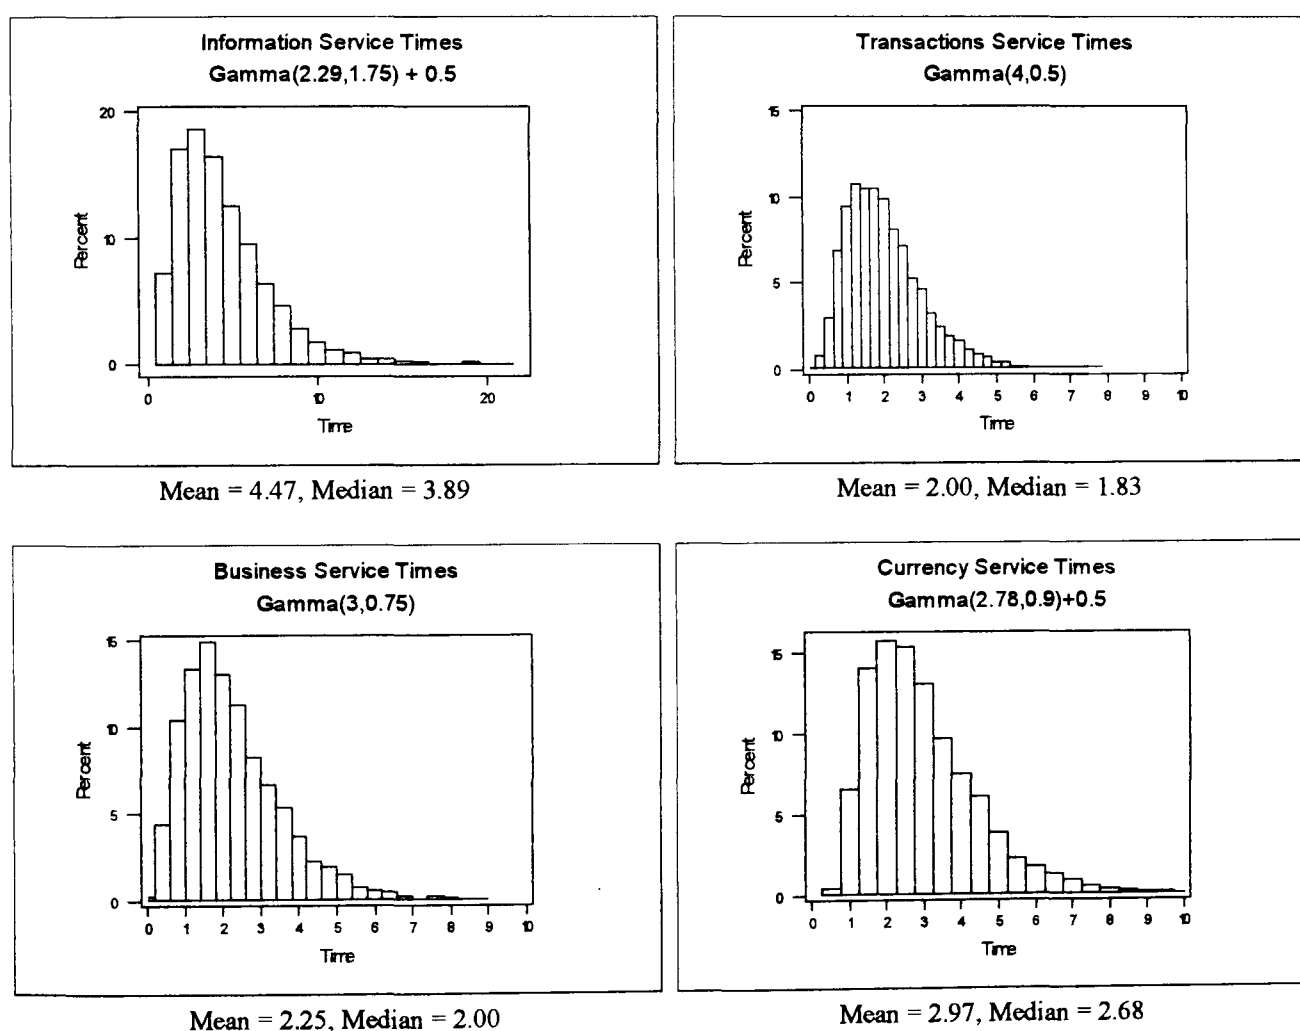 Information Service Times
Gamma(2.29,1.75) + 0.5
20
10
0
Percent
0 10 20
Time
Mean = 4.47, Median = 3.89
Transactions Service Times
Gamma(4,0.5)
15
10
5
0
Percent
0 1 2 3 4 5 6 7 8 9 10
Time
Mean = 2.00, Median = 1.83
Business Service Times
Gamma(3,0.75)
15
10
5
0
Percent
0 1 2 3 4 5 6 7 8 9 10
Time
Mean = 2.25, Median = 2.00
Currency Service Times
Gamma(2.78,0.9)+0.5
15
10
5
0
Percent
0 1 2 3 4 5 6 7 8 9 10
Time
Mean = 2.97, Median = 2.68